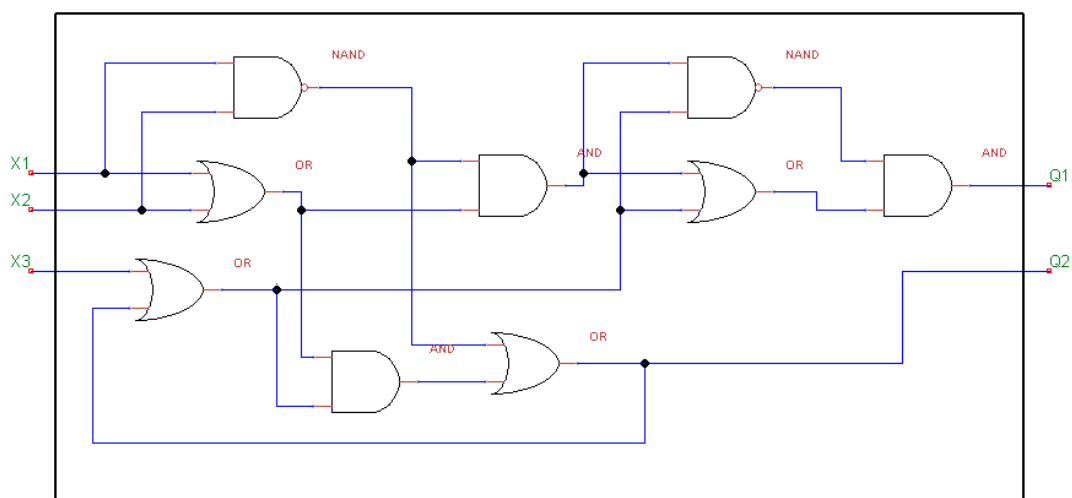 NAND
NAND
X1
OR
AND
OR
AND
X2
Q1
X3
OR
Q2
AND
OR